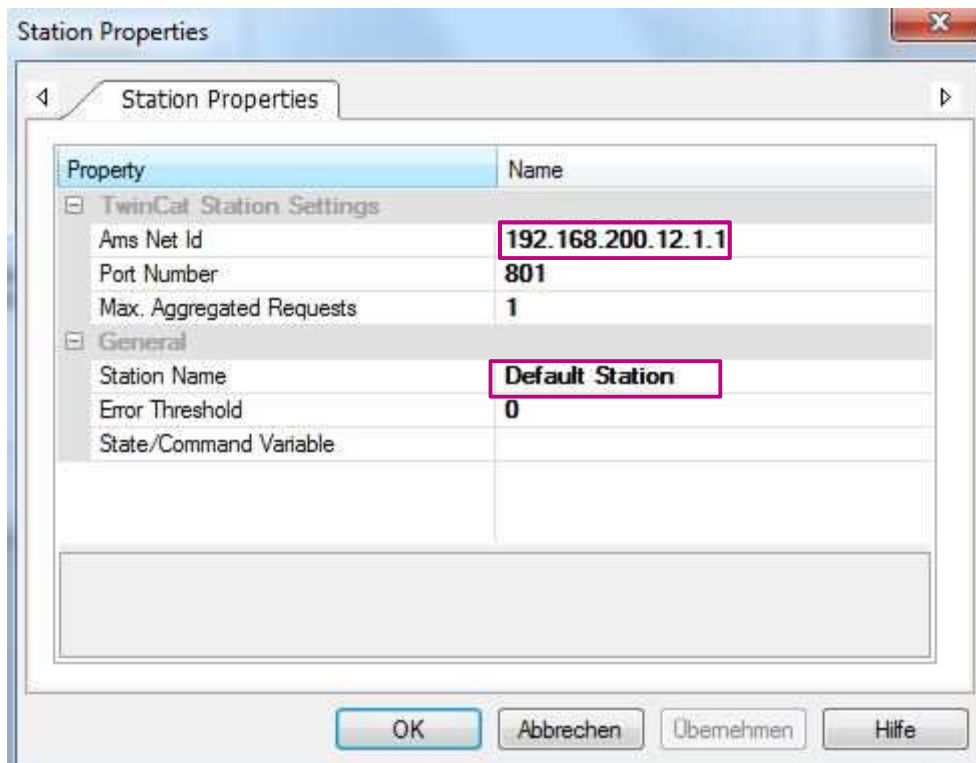 Station Properties
Station Properties
Property Name
TwinCat Station Settings
Ams Net Id 192.168.200.12.1.1
Port Number 801
Max. Aggregated Requests 1
General
Station Name Default Station
Error Threshold 0
State/Command Variable
OK Abbrechen Übernehmen Hilfe